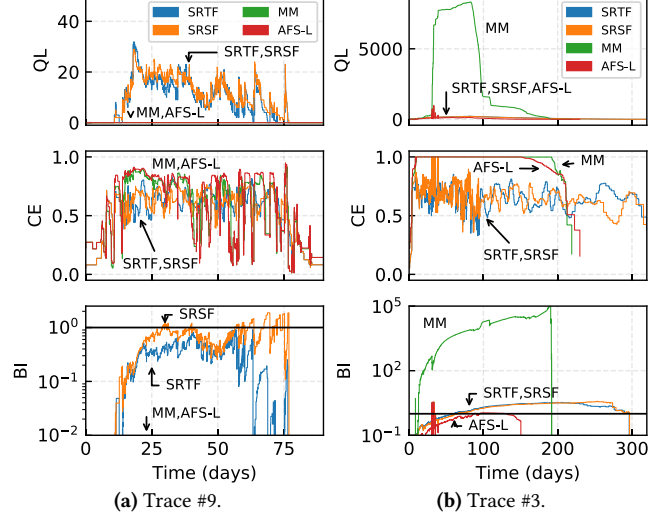 SRTF
SRSF
MM
AFS-L
QL
40
20
0
SRTF,SRSF
MM,AFS-L
CE
1.0
0.5
0.0
MM,AFS-L
SRTF,SRSF
BI
10^0
10^-1
10^-2
SRSF
SRTF
MM,AFS-L
0
25
50
75
Time (days)
(a) Trace #9.
QL
5000
0
MM
SRTF
SRSF
MM
AFS-L
SRTF,SRSF,AFS-L
CE
1.0
0.5
0.0
AFS-L
MM
SRTF,SRSF
BI
10^5
10^2
10^-1
MM
SRTF,SRSF
AFS-L
0
100
200
300
Time (days)
(b) Trace #3.